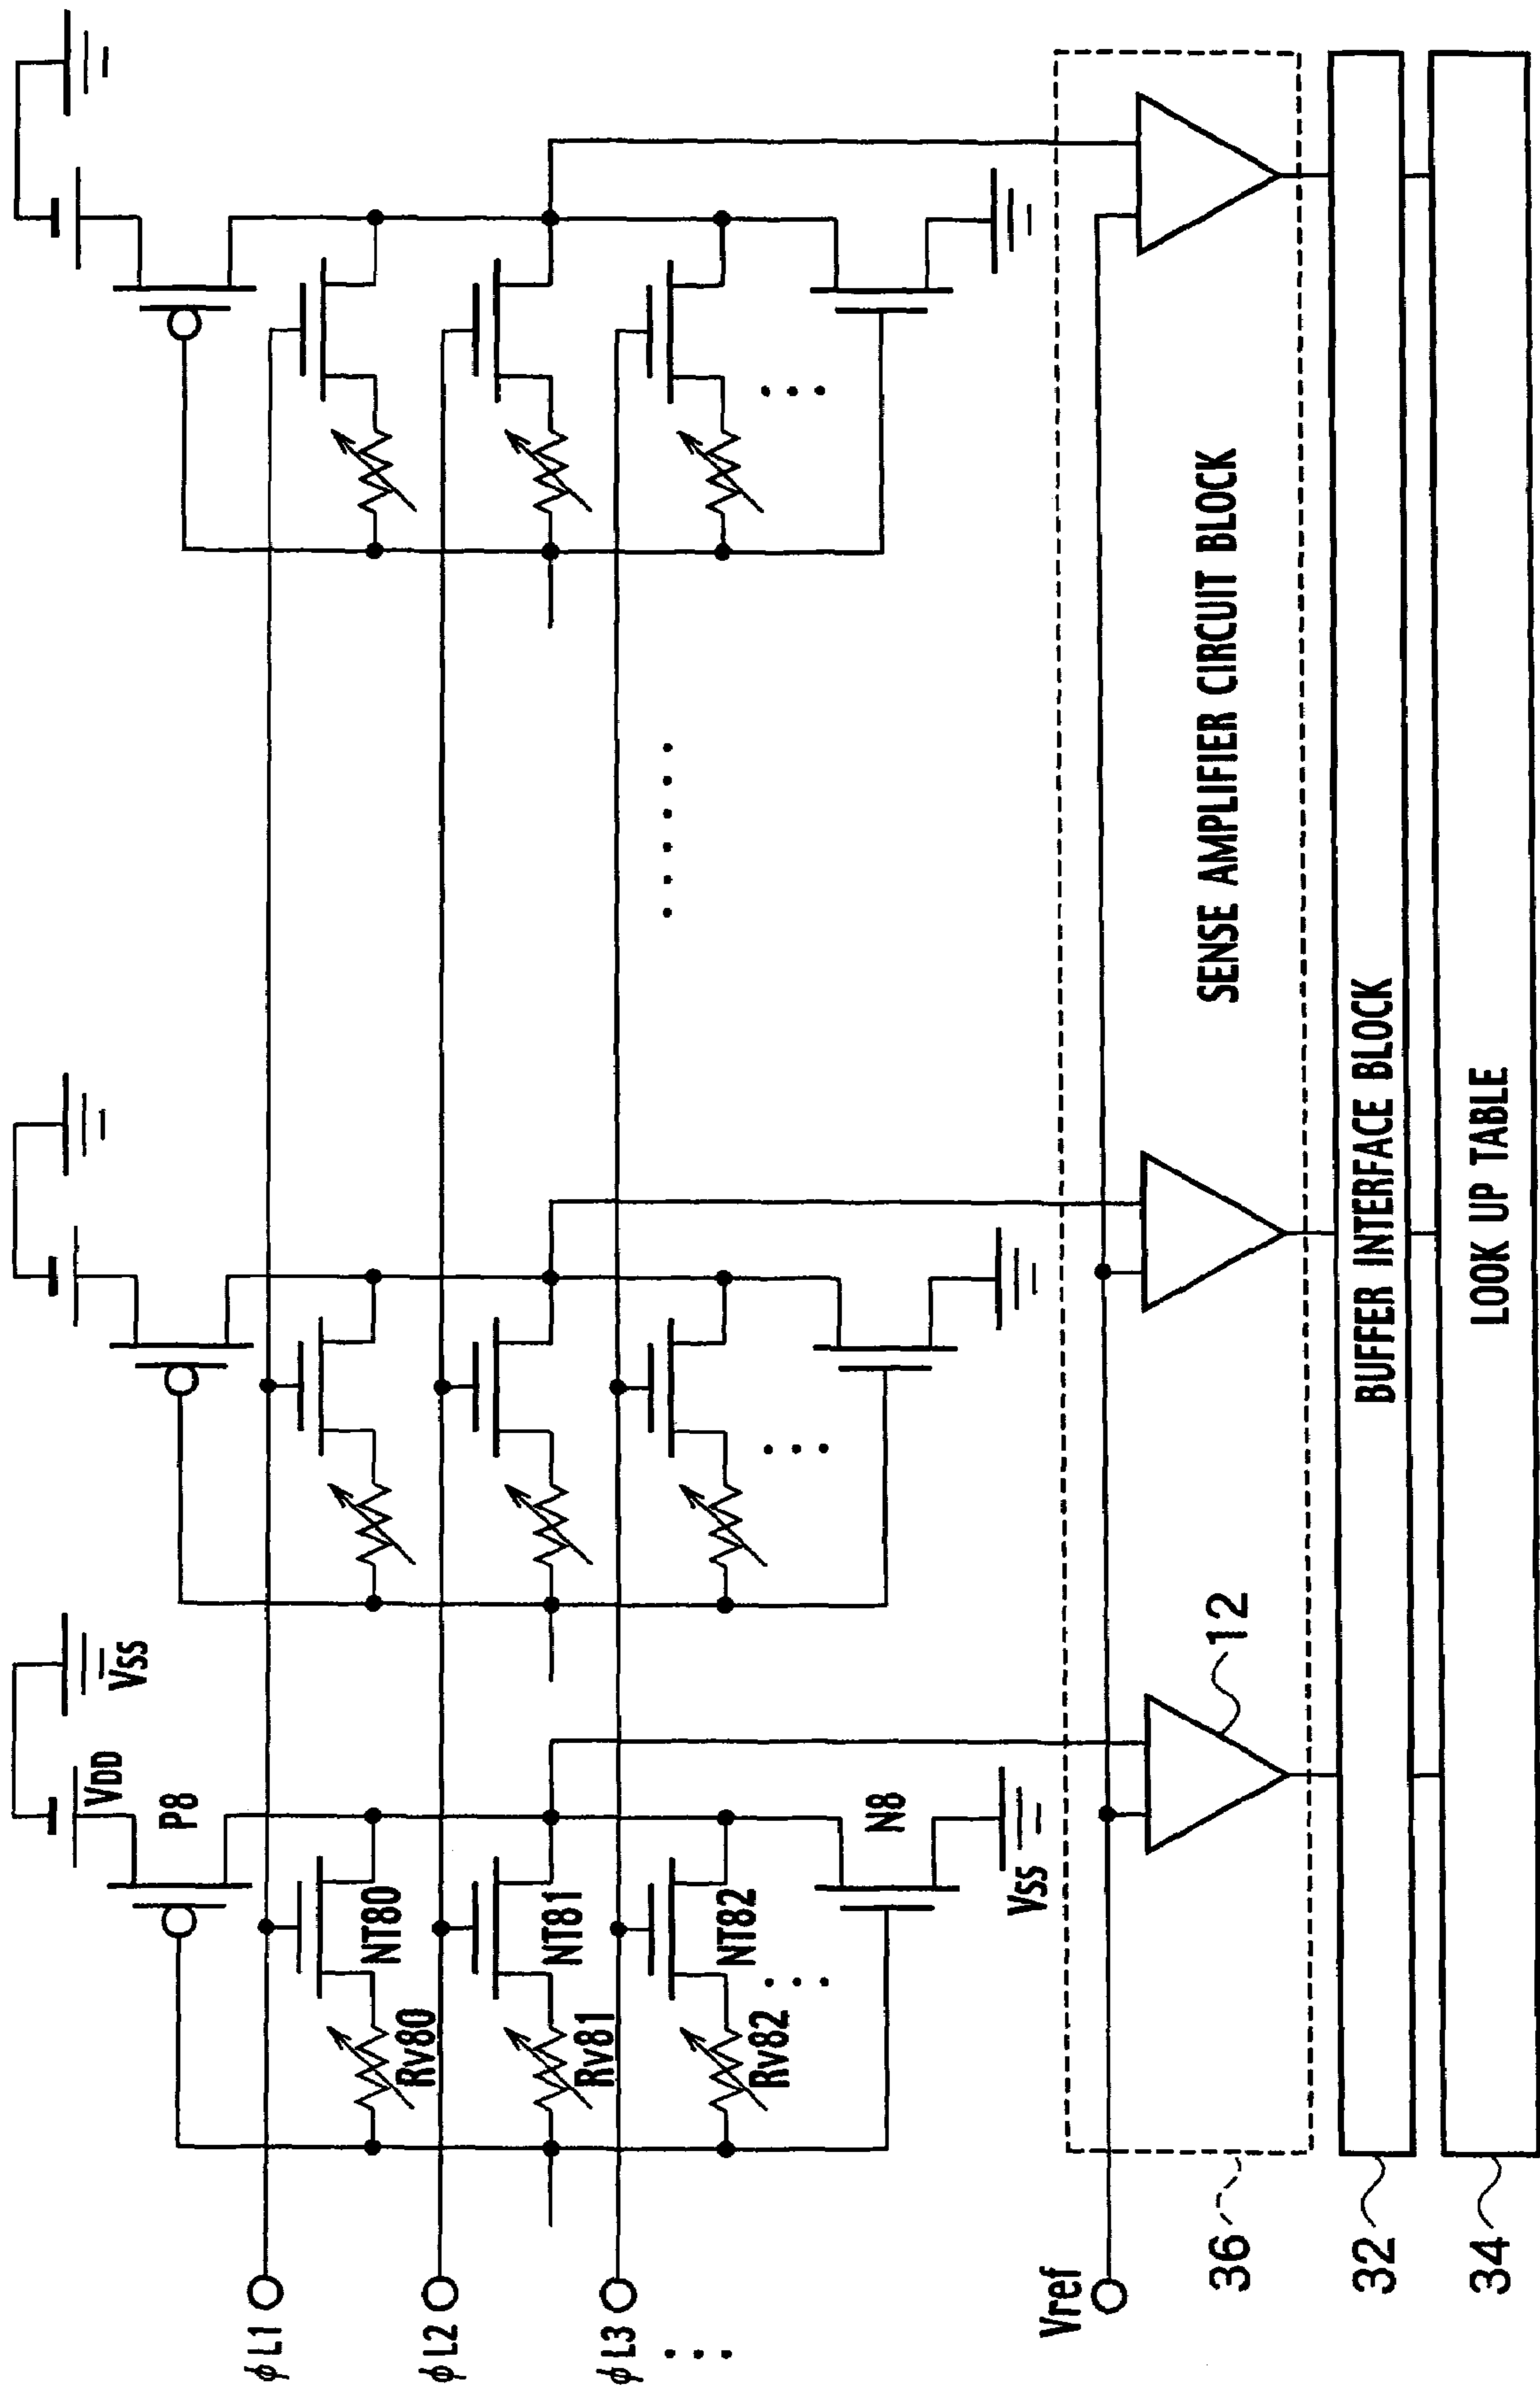 VDD
Vss
P8
ϕL1
NT80
Rv80
ϕL2
NT81
Rv81
ϕL3
NT82
Rv82
N8
Vss
Vref
12
36
SENSE AMPLIFIER CIRCUIT BLOCK
32
BUFFER INTERFACE BLOCK
34
LOOK UP TABLE